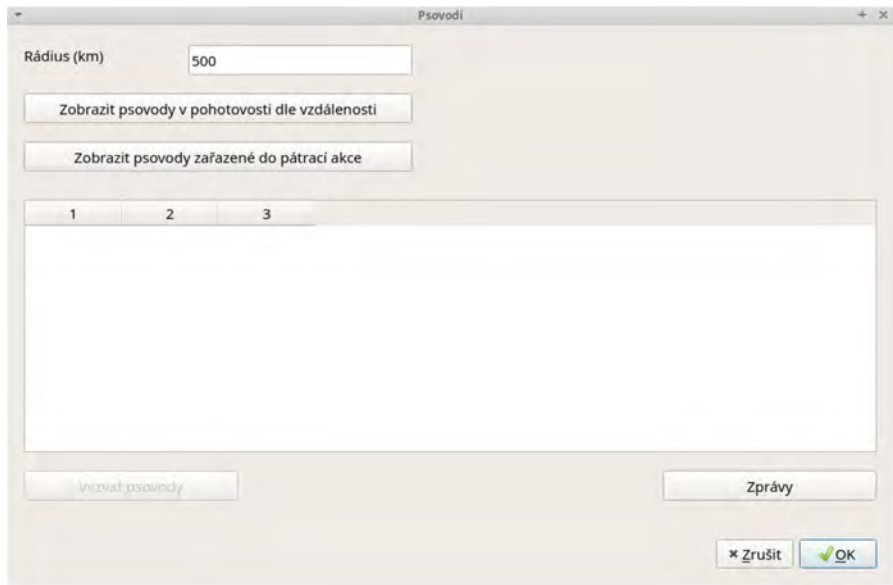 Psovodi
Rádius (km) 500
Zobrazit psovody v pohotovosti dle vzdálenosti
Zobrazit psovody zařazené do pátrací akce
1 2 3
Vyzvat psovody Zprávy
Zrušit OK